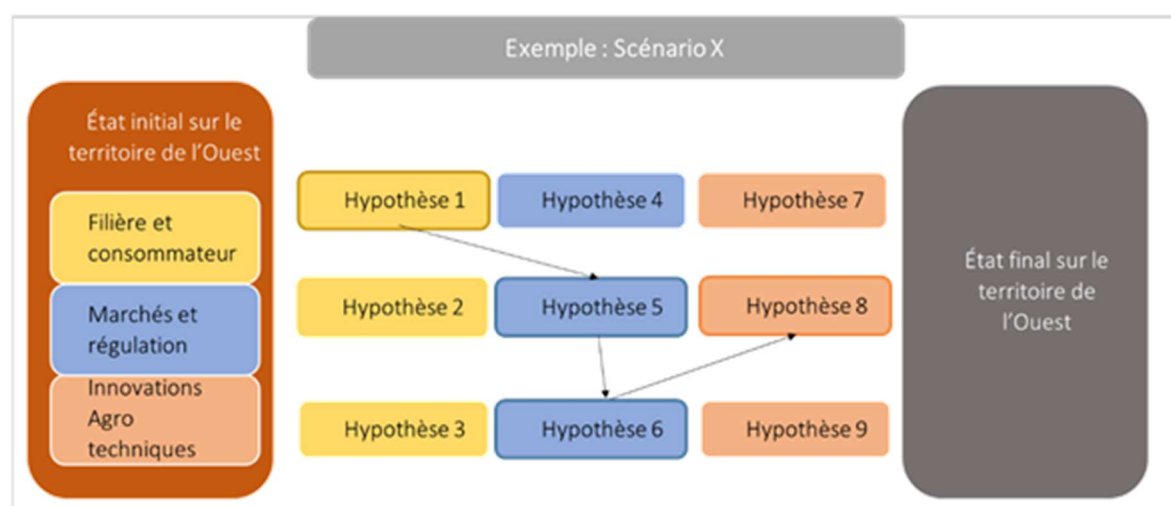 Exemple : Scénario X
État initial sur le
territoire de l'Ouest
Filière et
consommateur
Marchés et
régulation
Innovations
Agro
techniques
Hypothèse 1
Hypothèse 4
Hypothèse 7
Hypothèse 2
Hypothèse 5
Hypothèse 8
Hypothèse 3
Hypothèse 6
Hypothèse 9
État final sur le
territoire de
l'Ouest